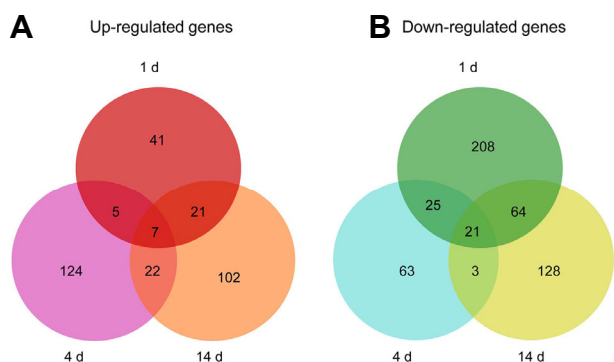 A
Up-regulated genes
1 d
41
5
21
7
124
22
102
4 d
14 d
B
Down-regulated genes
1 d
208
25
64
21
63
3
128
4 d
14 d